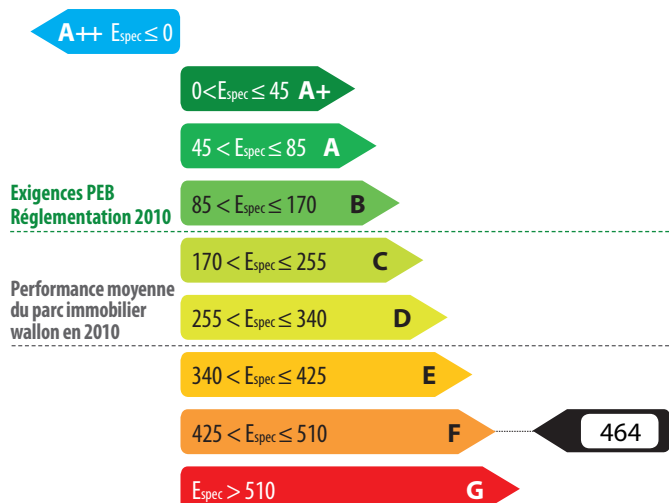 A++ Espec ≤ 0
0<Espec ≤ 45 A+
45 < Espec ≤ 85 A
Exigences PEB
Réglementation 2010
85 < Espec ≤ 170 B
170 < Espec ≤ 255 C
Performance moyenne
du parc immobilier
wallon en 2010
255 < Espec ≤ 340 D
340 < Espec ≤ 425 E
425 < Espec ≤ 510 F
464
Espec > 510 G